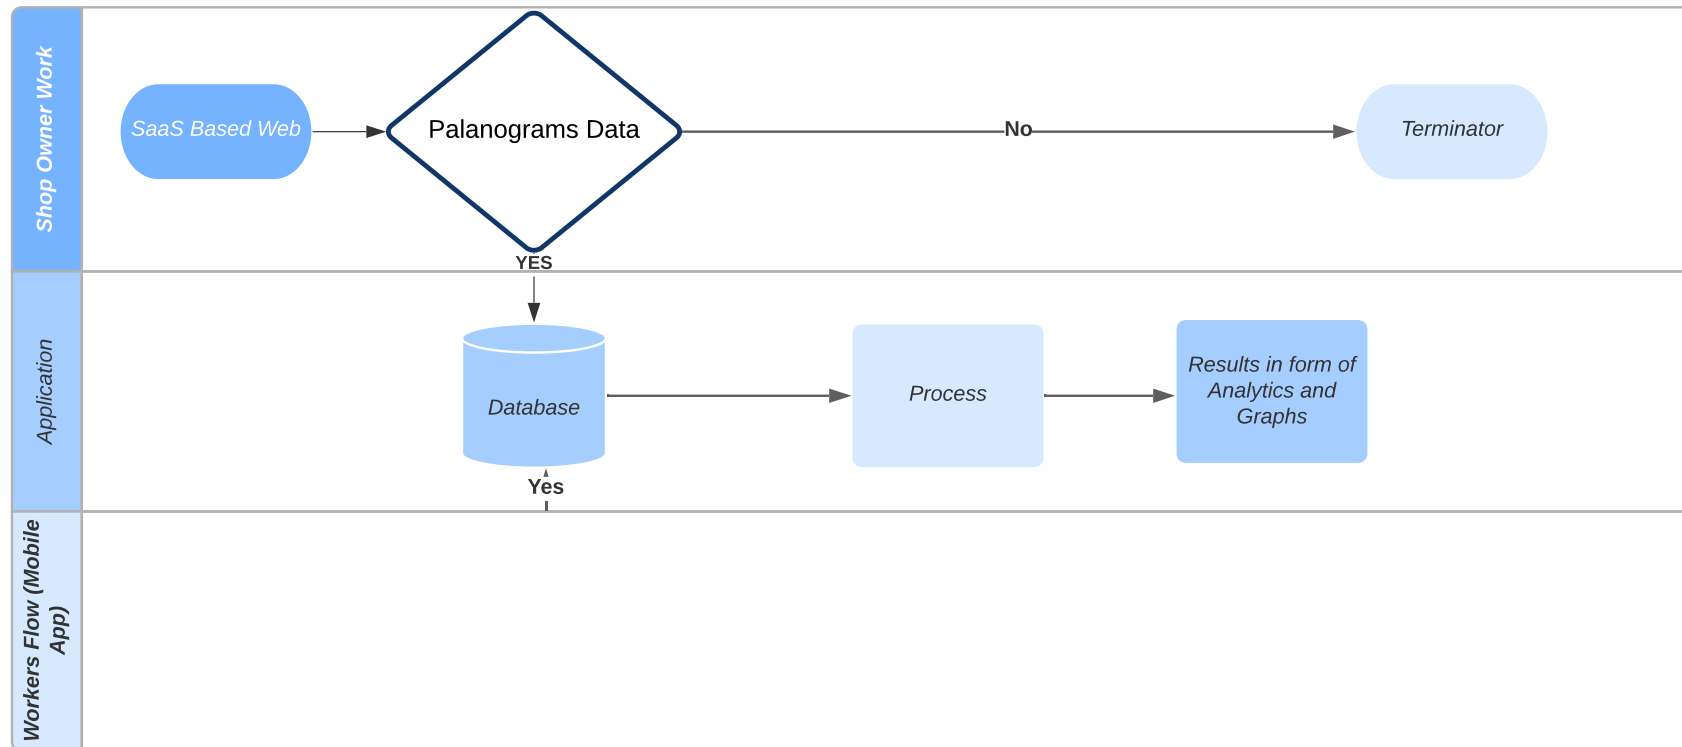 Shop Owner Work
SaaS Based Web
Palanograms Data
No
Terminator
YES
Application
Database
Process
Results in form of
Analytics and
Graphs
Yes
Workers Flow (Mobile
App)